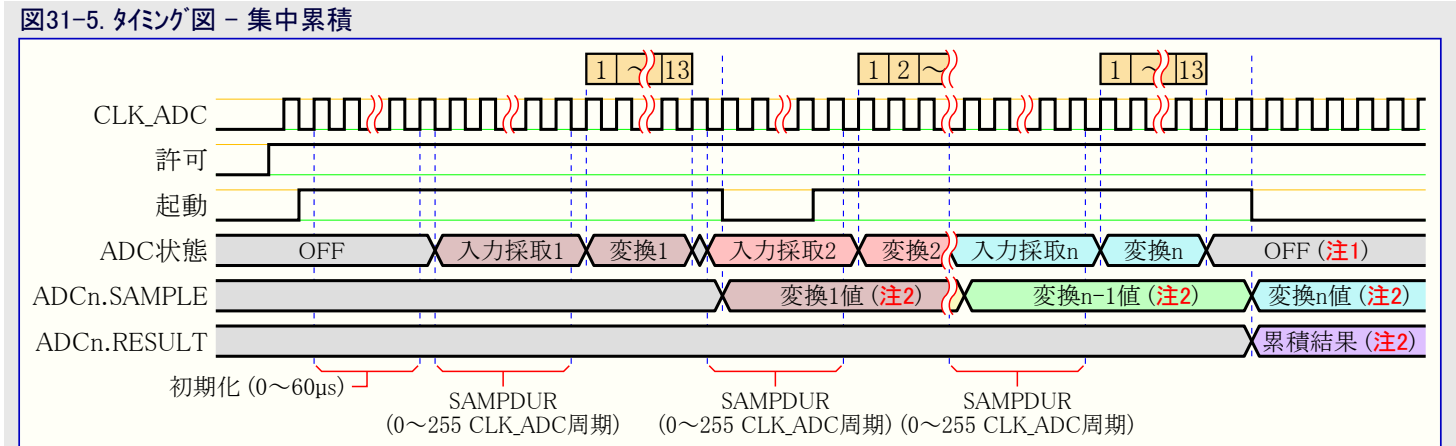 図31-5. タイミング図 - 集中累積
1 ～ 13 1 2 ～ 1 ～ 13
CLK_ADC
許可
起動
ADC状態 OFF 入力採取1 変換1 入力採取2 変換2 入力採取n 変換n OFF (注1)
ADCn.SAMPLE 変換1値 (注2) 変換n-1値 (注2) 変換n値 (注2)
ADCn.RESULT 累積結果 (注2)
初期化 (0～60μs)
SAMPDUR SAMPDUR SAMPDUR
(0～255 CLK_ADC周期) (0～255 CLK_ADC周期) (0～255 CLK_ADC周期)